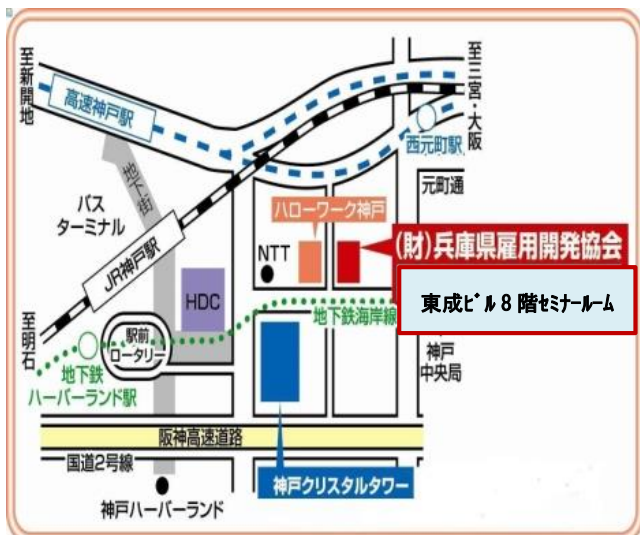 至新開地
高速神戸駅
至三宮・大阪
西元町駅
元町通
地下街
バス
ターミナル
JR神戸駅
ハローワーク神戸
NTT
(財)兵庫県雇用開発協会
東成ビル8階セミナールーム
HDC
地下鉄海岸線
至明石
駅前
ロータリー
地下鉄
ハーバーランド駅
神戸
中央局
阪神高速道路
国道2号線
神戸クリスタルタワー
神戸ハーバーランド